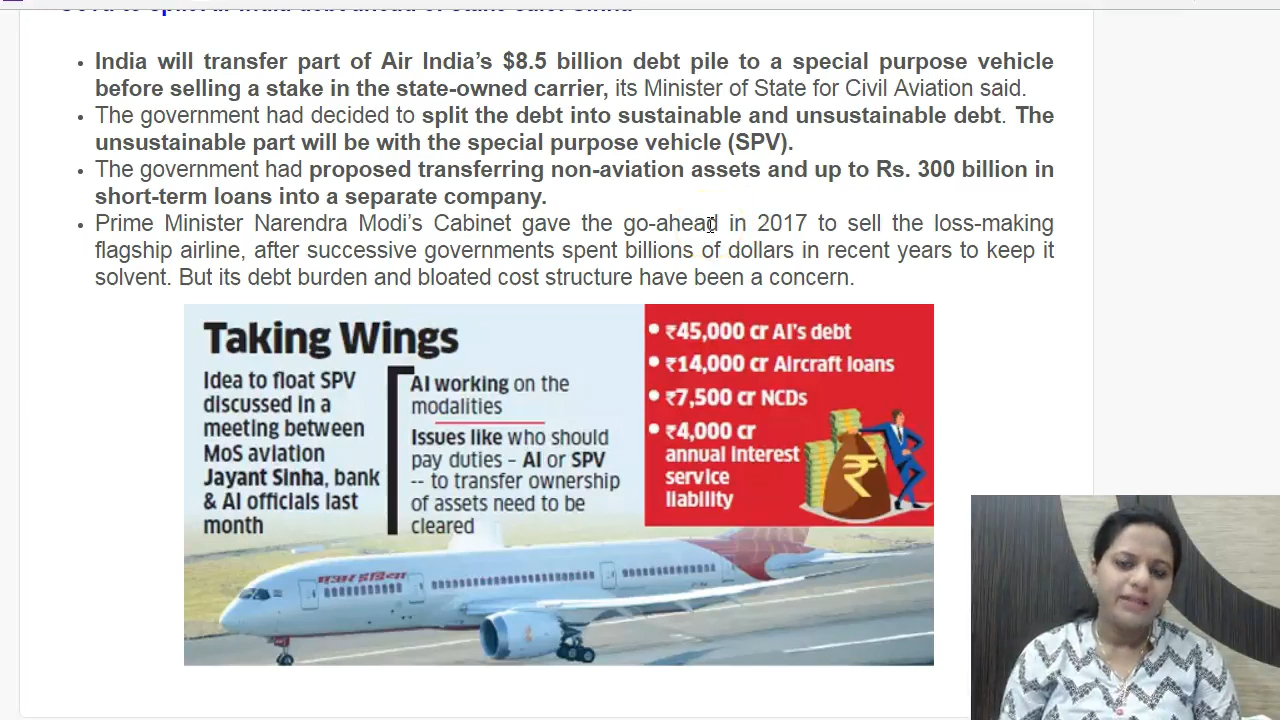 India will transfer part of Air India's $8.5 billion debt pile to a special purpose vehicle
before selling a stake in the state-owned carrier, its Minister of State for Civil Aviation said.
The government had decided to split the debt into sustainable and unsustainable debt. The
unsustainable part will be with the special purpose vehicle (SPV).
The government had proposed transferring non-aviation assets and up to Rs. 300 billion in
short-term loans into a separate company.
Prime Minister Narendra Modi's Cabinet gave the go-ahead in 2017 to sell the loss-making
flagship airline, after successive governments spent billions of dollars in recent years to keep it
solvent. But its debt burden and bloated cost structure have been a concern.
Taking Wings
Idea to float SPV
discussed in a
meeting between
MoS aviation
Jayant Sinha, bank
& AI officials last
month
AI working on the
modalities
Issues like who should
pay duties - AI or SPV
-- to transfer ownership
of assets need to be
cleared
₹45,000 cr AI's debt
₹14,000 cr Aircraft loans
₹7,500 cr NCDs
₹4,000 cr
annual interest
service
liability
₹